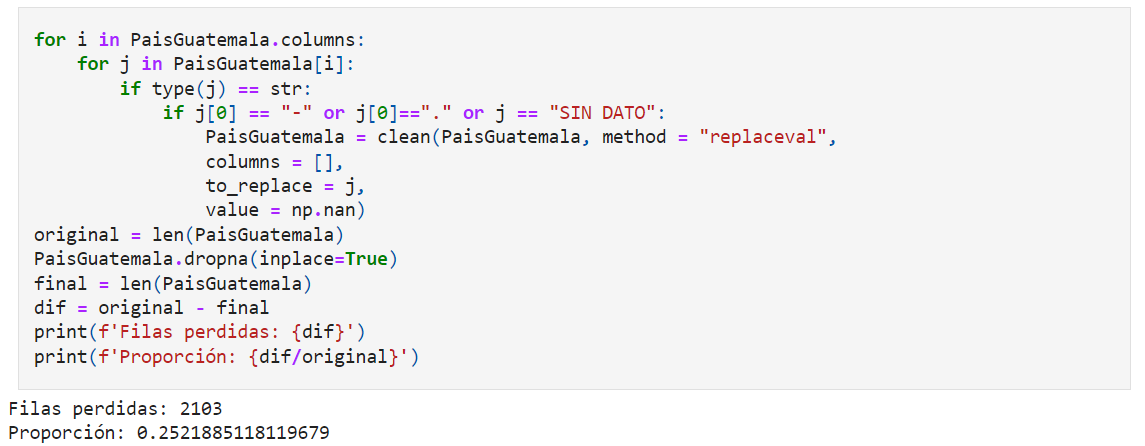 for i in PaisGuatemala.columns:
    for j in PaisGuatemala[i]:
        if type(j) == str:
            if j[0] == "-" or j[0]=="." or j == "SIN DATO":
                PaisGuatemala = clean(PaisGuatemala, method = "replaceval",
                columns = [],
                to_replace = j,
                value = np.nan)
original = len(PaisGuatemala)
PaisGuatemala.dropna(inplace=True)
final = len(PaisGuatemala)
dif = original - final
print(f'Filas perdidas: {dif}')
print(f'Proporción: {dif/original}')
Filas perdidas: 2103
Proporción: 0.2521885118119679